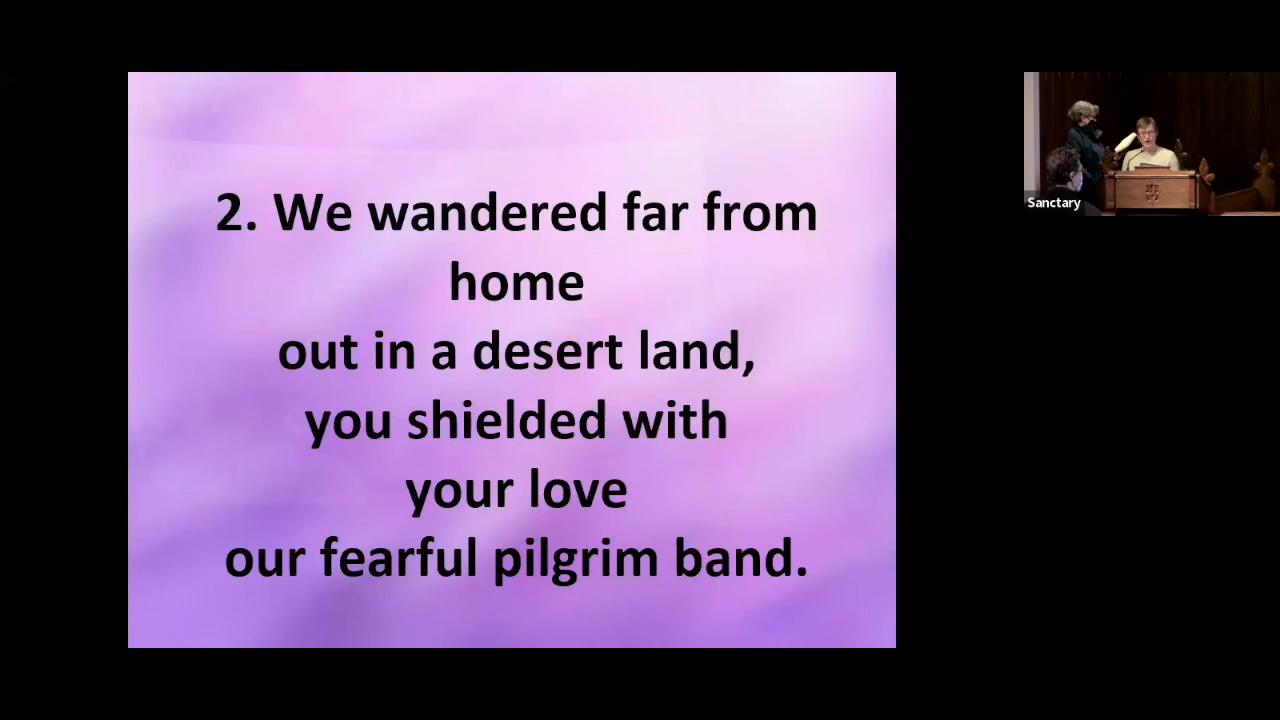 2. We wandered far from
home
out in a desert land,
you shielded with
your love
our fearful pilgrim band.
Sanctary